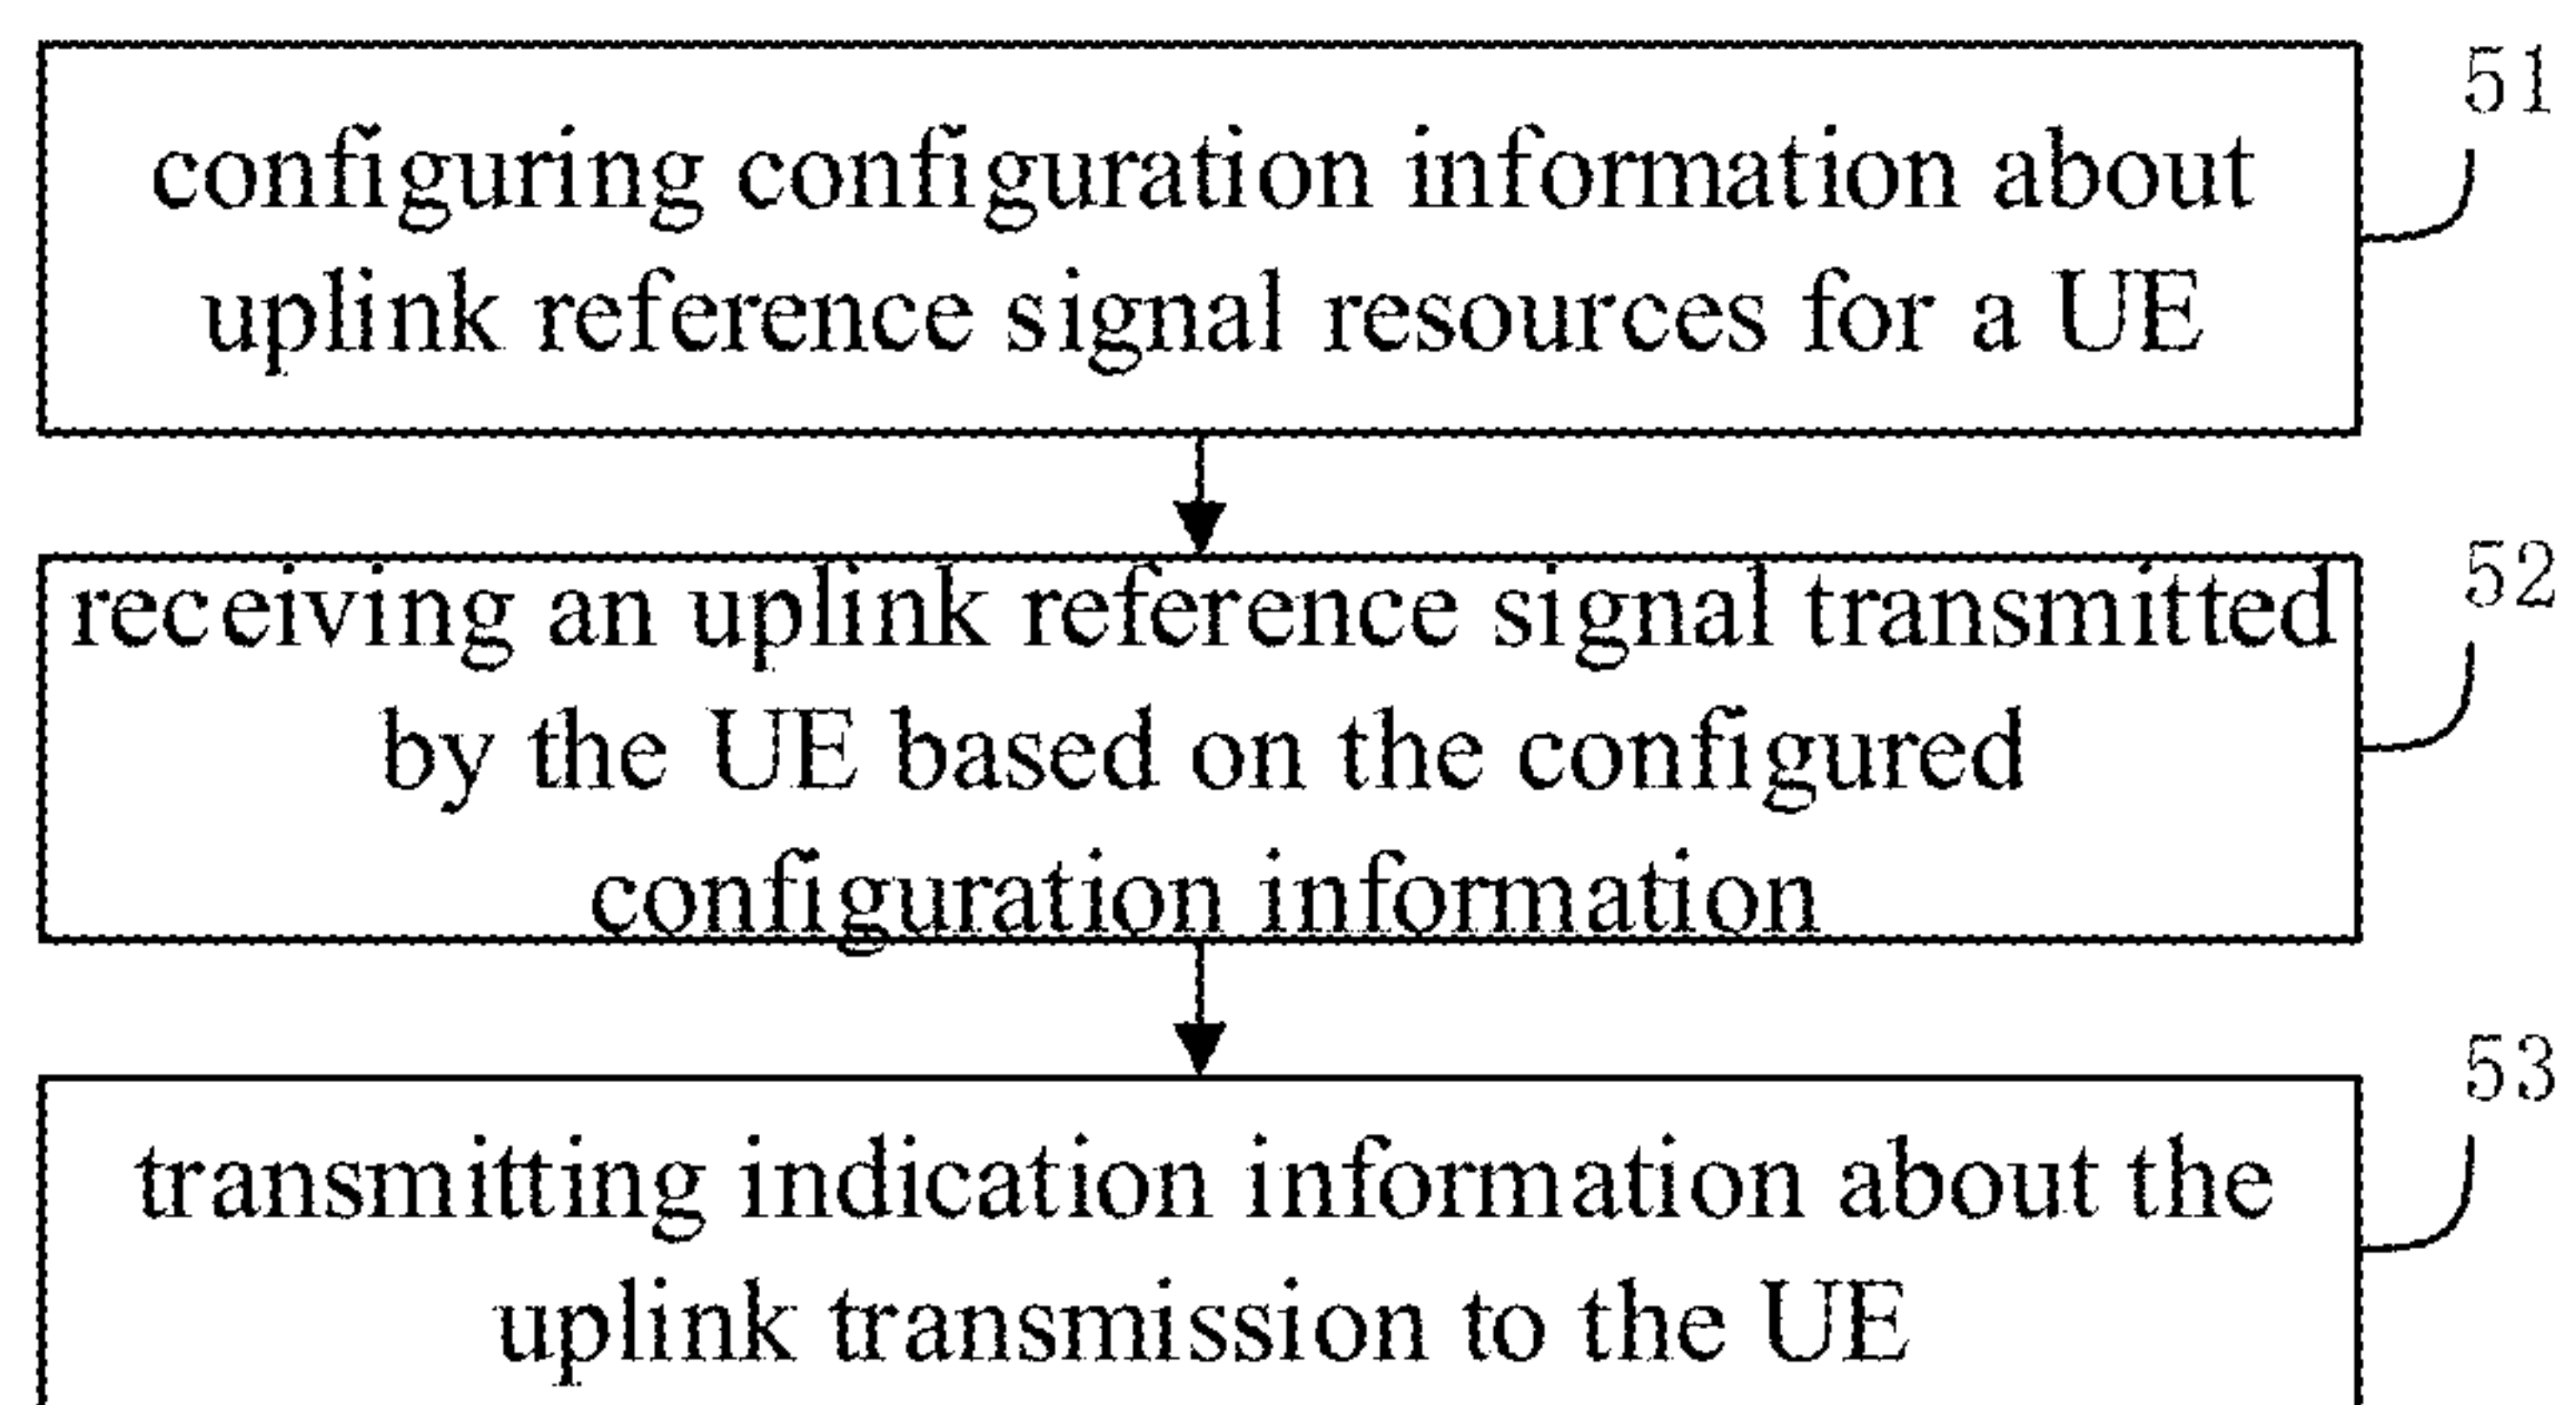 configuring configuration information about
uplink reference signal resources for a UE
51
receiving an uplink reference signal transmitted
by the UE based on the configured
configuration information
52
transmitting indication information about the
uplink transmission to the UE
53